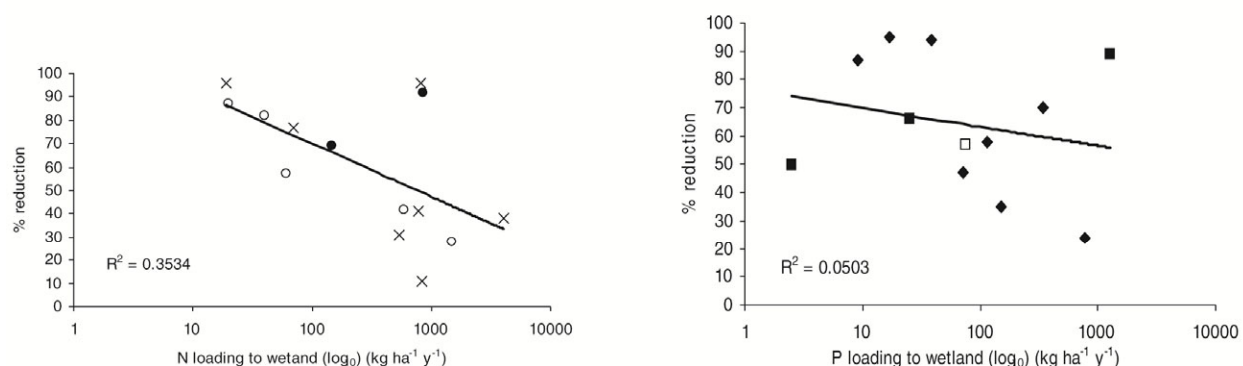 100
90
80
70
60
50
40
30
20
10
0
% reduction
R² = 0.3534
1 10 100 1000 10000
N loading to wetand (log₀) (kg ha⁻¹ y⁻¹)
100
90
80
70
60
50
40
30
20
10
0
% reduction
R² = 0.0503
1 10 100 1000 10000
P loading to wetland (log₀) (kg ha⁻¹ y⁻¹)